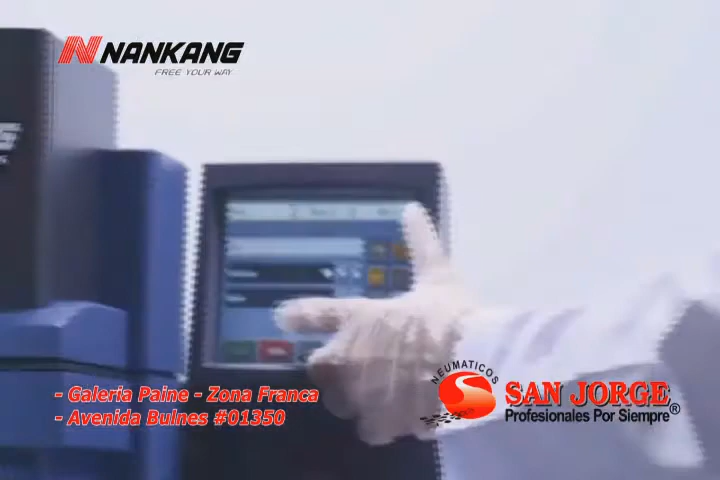 NANKANG
FREE YOUR WAY
- Galeria Paine - Zona Franca
- Avenida Bulnes #01350
NEUMATICOS
SAN JORGE
Profesionales Por Siempre®